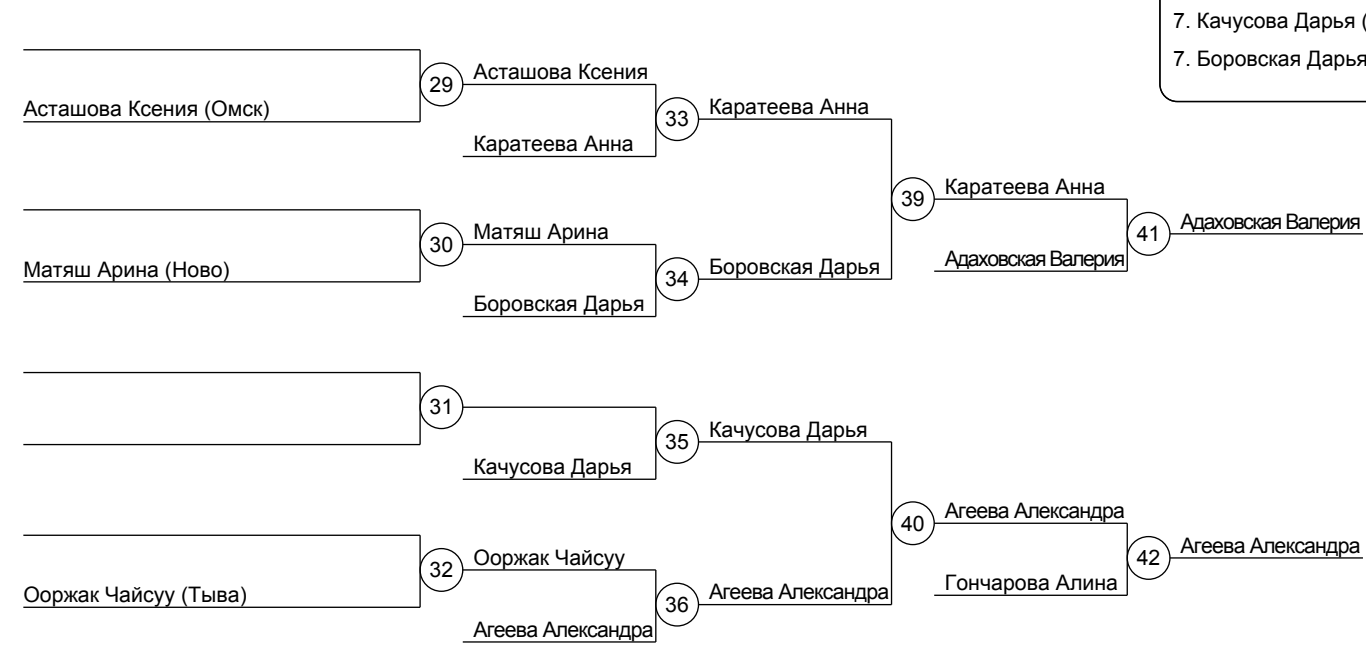 7. Качусова Дарья (
7. Боровская Дарья
29
Асташова Ксения
Асташова Ксения (Омск)
33
Каратеева Анна
Каратеева Анна
39
Каратеева Анна
30
Матяш Арина
41
Адаховская Валерия
Матяш Арина (Ново)
34
Боровская Дарья
Адаховская Валерия
Боровская Дарья
31
35
Качусова Дарья
Качусова Дарья
40
Агеева Александра
32
Ооржак Чайсуу
42
Агеева Александра
Ооржак Чайсуу (Тыва)
36
Агеева Александра
Гончарова Алина
Агеева Александра